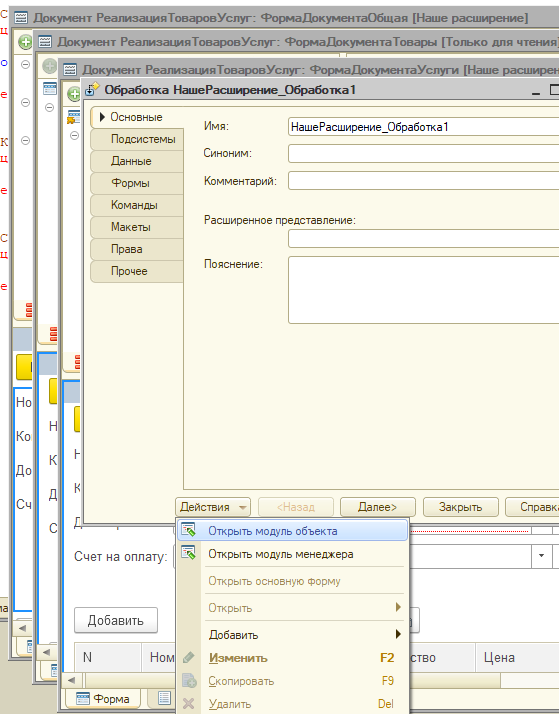 Документ РеализацияТоваровУслуг: ФормаДокументаОбщая [Наше расширение]
Документ РеализацияТоваровУслуг: ФормаДокументаТовары [Только для чтения]
Документ РеализацияТоваровУслуг: ФормаДокументаУслуги [Наше расширен
Обработка НашеРасширение_Обработка1
Основные
Подсистемы
Данные
Формы
Команды
Макеты
Права
Прочее
Имя:
НашеРасширение_Обработка1
Синоним:
Комментарий:
Расширенное представление:
Пояснение:
Но
Ко
До
Сч
Действия
<Назад
Далее>
Закрыть
Справка
Открыть модуль объекта
Открыть модуль менеджера
Открыть основную форму
Открыть
Добавить
Изменить F2
Скопировать F9
Удалить Del
Счет на оплату:
Добавить
N
Ном
ство
Цена
Форма